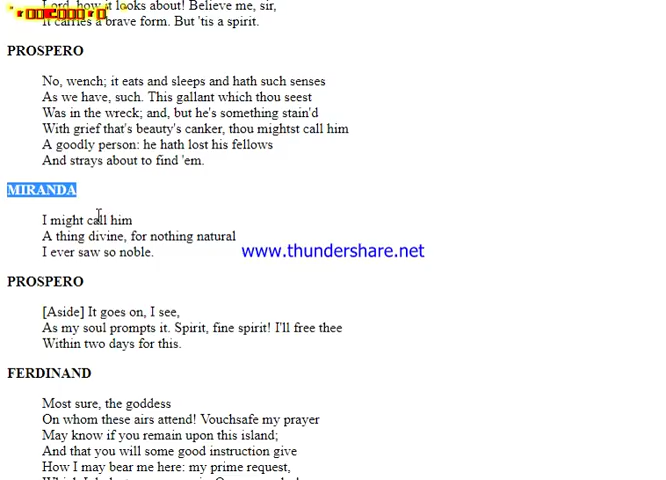 Lord, how it looks about! Believe me, sir,
It carries a brave form. But 'tis a spirit.
PROSPERO
No, wench; it eats and sleeps and hath such senses
As we have, such. This gallant which thou seest
Was in the wreck; and, but he's something stain'd
With grief that's beauty's canker, thou mightst call him
A goodly person: he hath lost his fellows
And strays about to find 'em.
MIRANDA
I might call him
A thing divine, for nothing natural
I ever saw so noble.
www.thundershare.net
PROSPERO
[Aside] It goes on, I see,
As my soul prompts it. Spirit, fine spirit! I'll free thee
Within two days for this.
FERDINAND
Most sure, the goddess
On whom these airs attend! Vouchsafe my prayer
May know if you remain upon this island;
And that you will some good instruction give
How I may bear me here: my prime request,